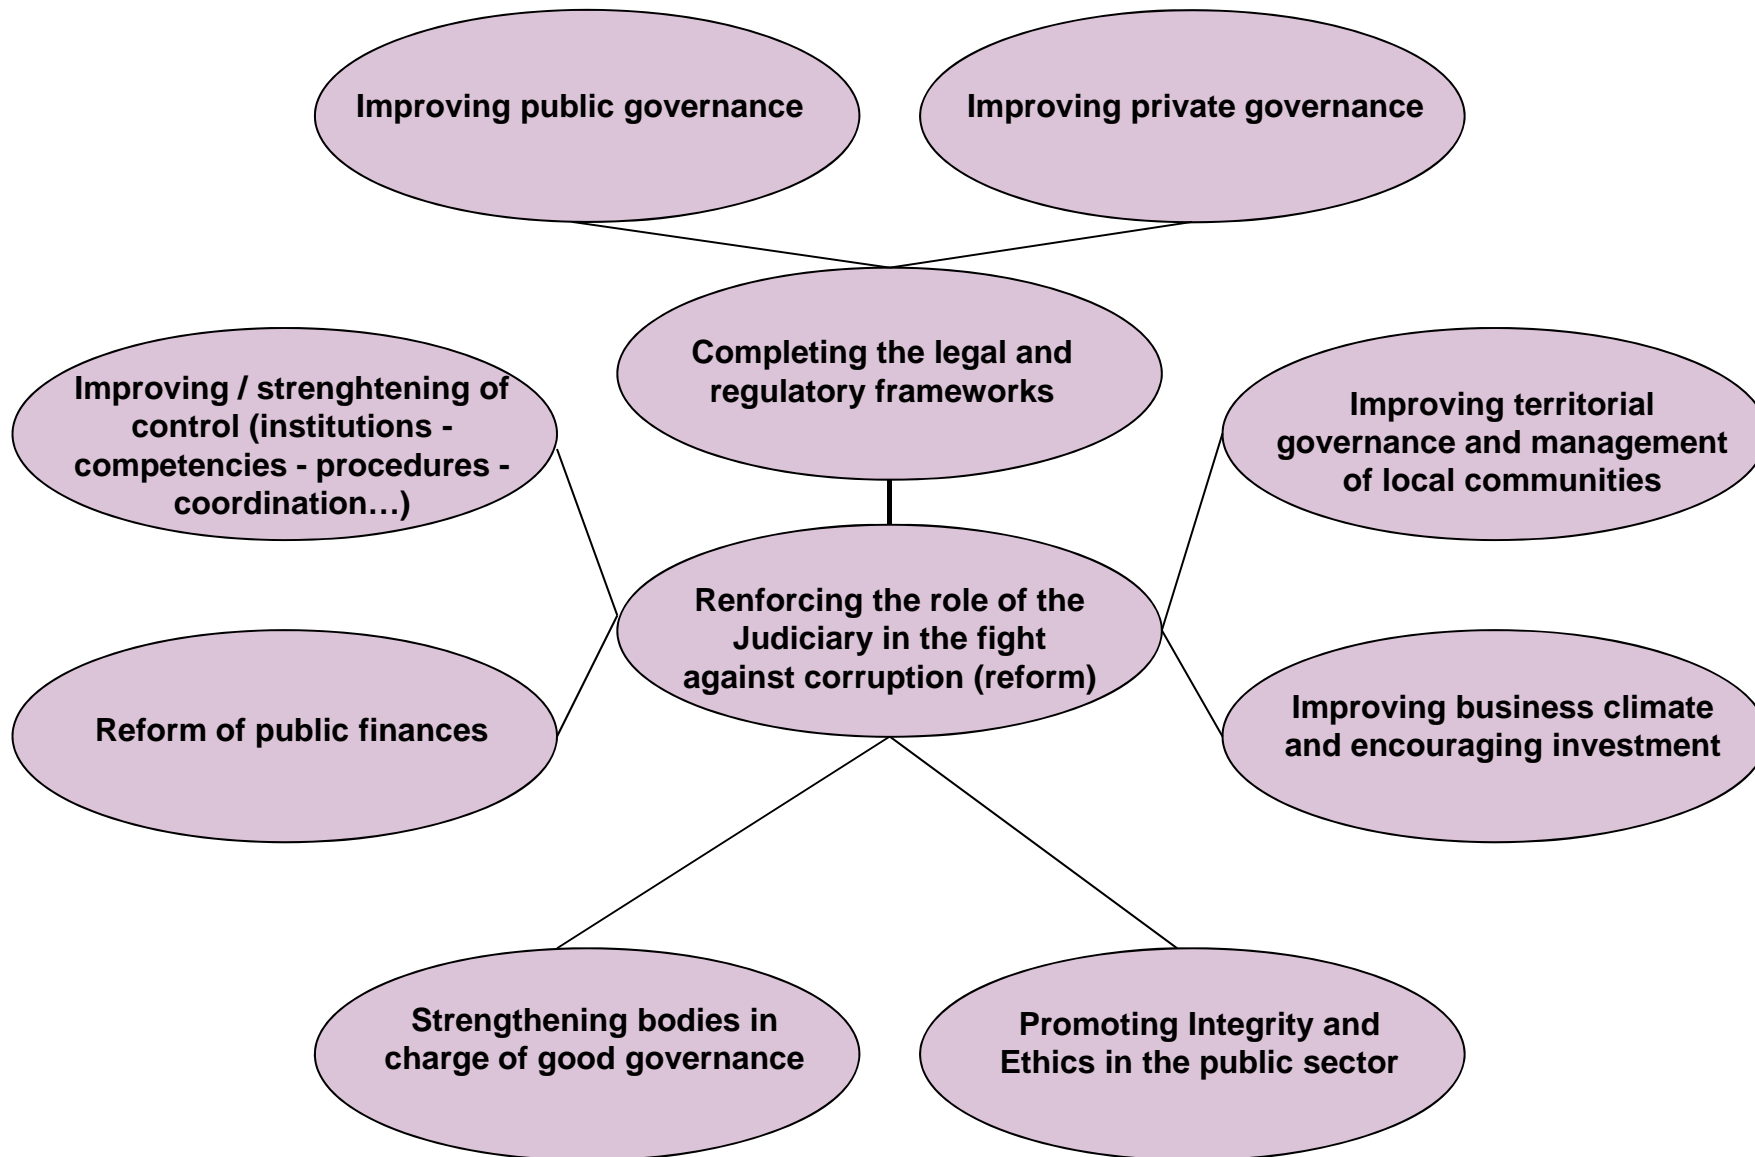 Improving public governance
Improving private governance
Completing the legal and
regulatory frameworks
Improving / strenghtening of
control (institutions -
competencies - procedures -
coordination…)
Improving territorial
governance and management
of local communities
Renforcing the role of the
Judiciary in the fight
against corruption (reform)
Reform of public finances
Improving business climate
and encouraging investment
Strengthening bodies in
charge of good governance
Promoting Integrity and
Ethics in the public sector